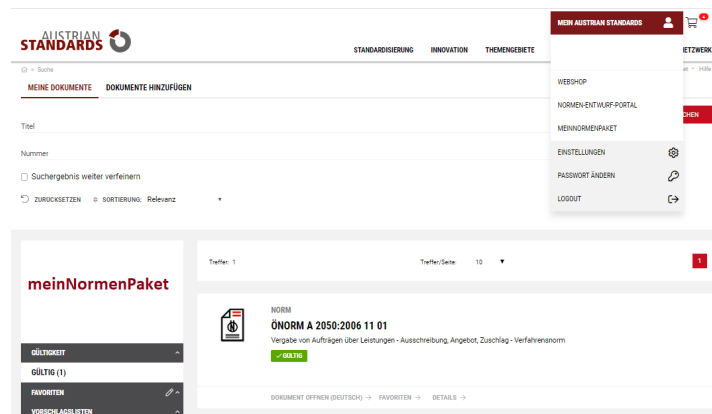 MEIN AUSTRIAN STANDARDS
AUSTRIAN
STANDARDS
STANDARDISIERUNG INNOVATION THEMENGEBIETE ETZWERK
> Suche
Hilfe
MEINE DOKUMENTE DOKUMENTE HINZUFÜGEN
WEBSHOP
NORMEN-ENTWURF-PORTAL
MEINNORMENPAKET
EINSTELLUNGEN
PASSWORT ÄNDERN
LOGOUT
CHEN
Titel
Nummer
Suchergebnis weiter verfeinern
ZURÜCKSETZEN SORTIERUNG: Relevanz
Treffer: 1 Treffer/Seite: 10 1
meinNormenPaket
GÜLTIGKEIT
GÜLTIG (1)
FAVORITEN
VORSCHLAGSLISTEN
NORM
ÖNORM A 2050:2006 11 01
Vergabe von Aufträgen über Leistungen - Ausschreibung, Angebot, Zuschlag - Verfahrensnorm
GÜLTIG
DOKUMENT ÖFFNEN (DEUTSCH) → FAVORITEN → DETAILS →